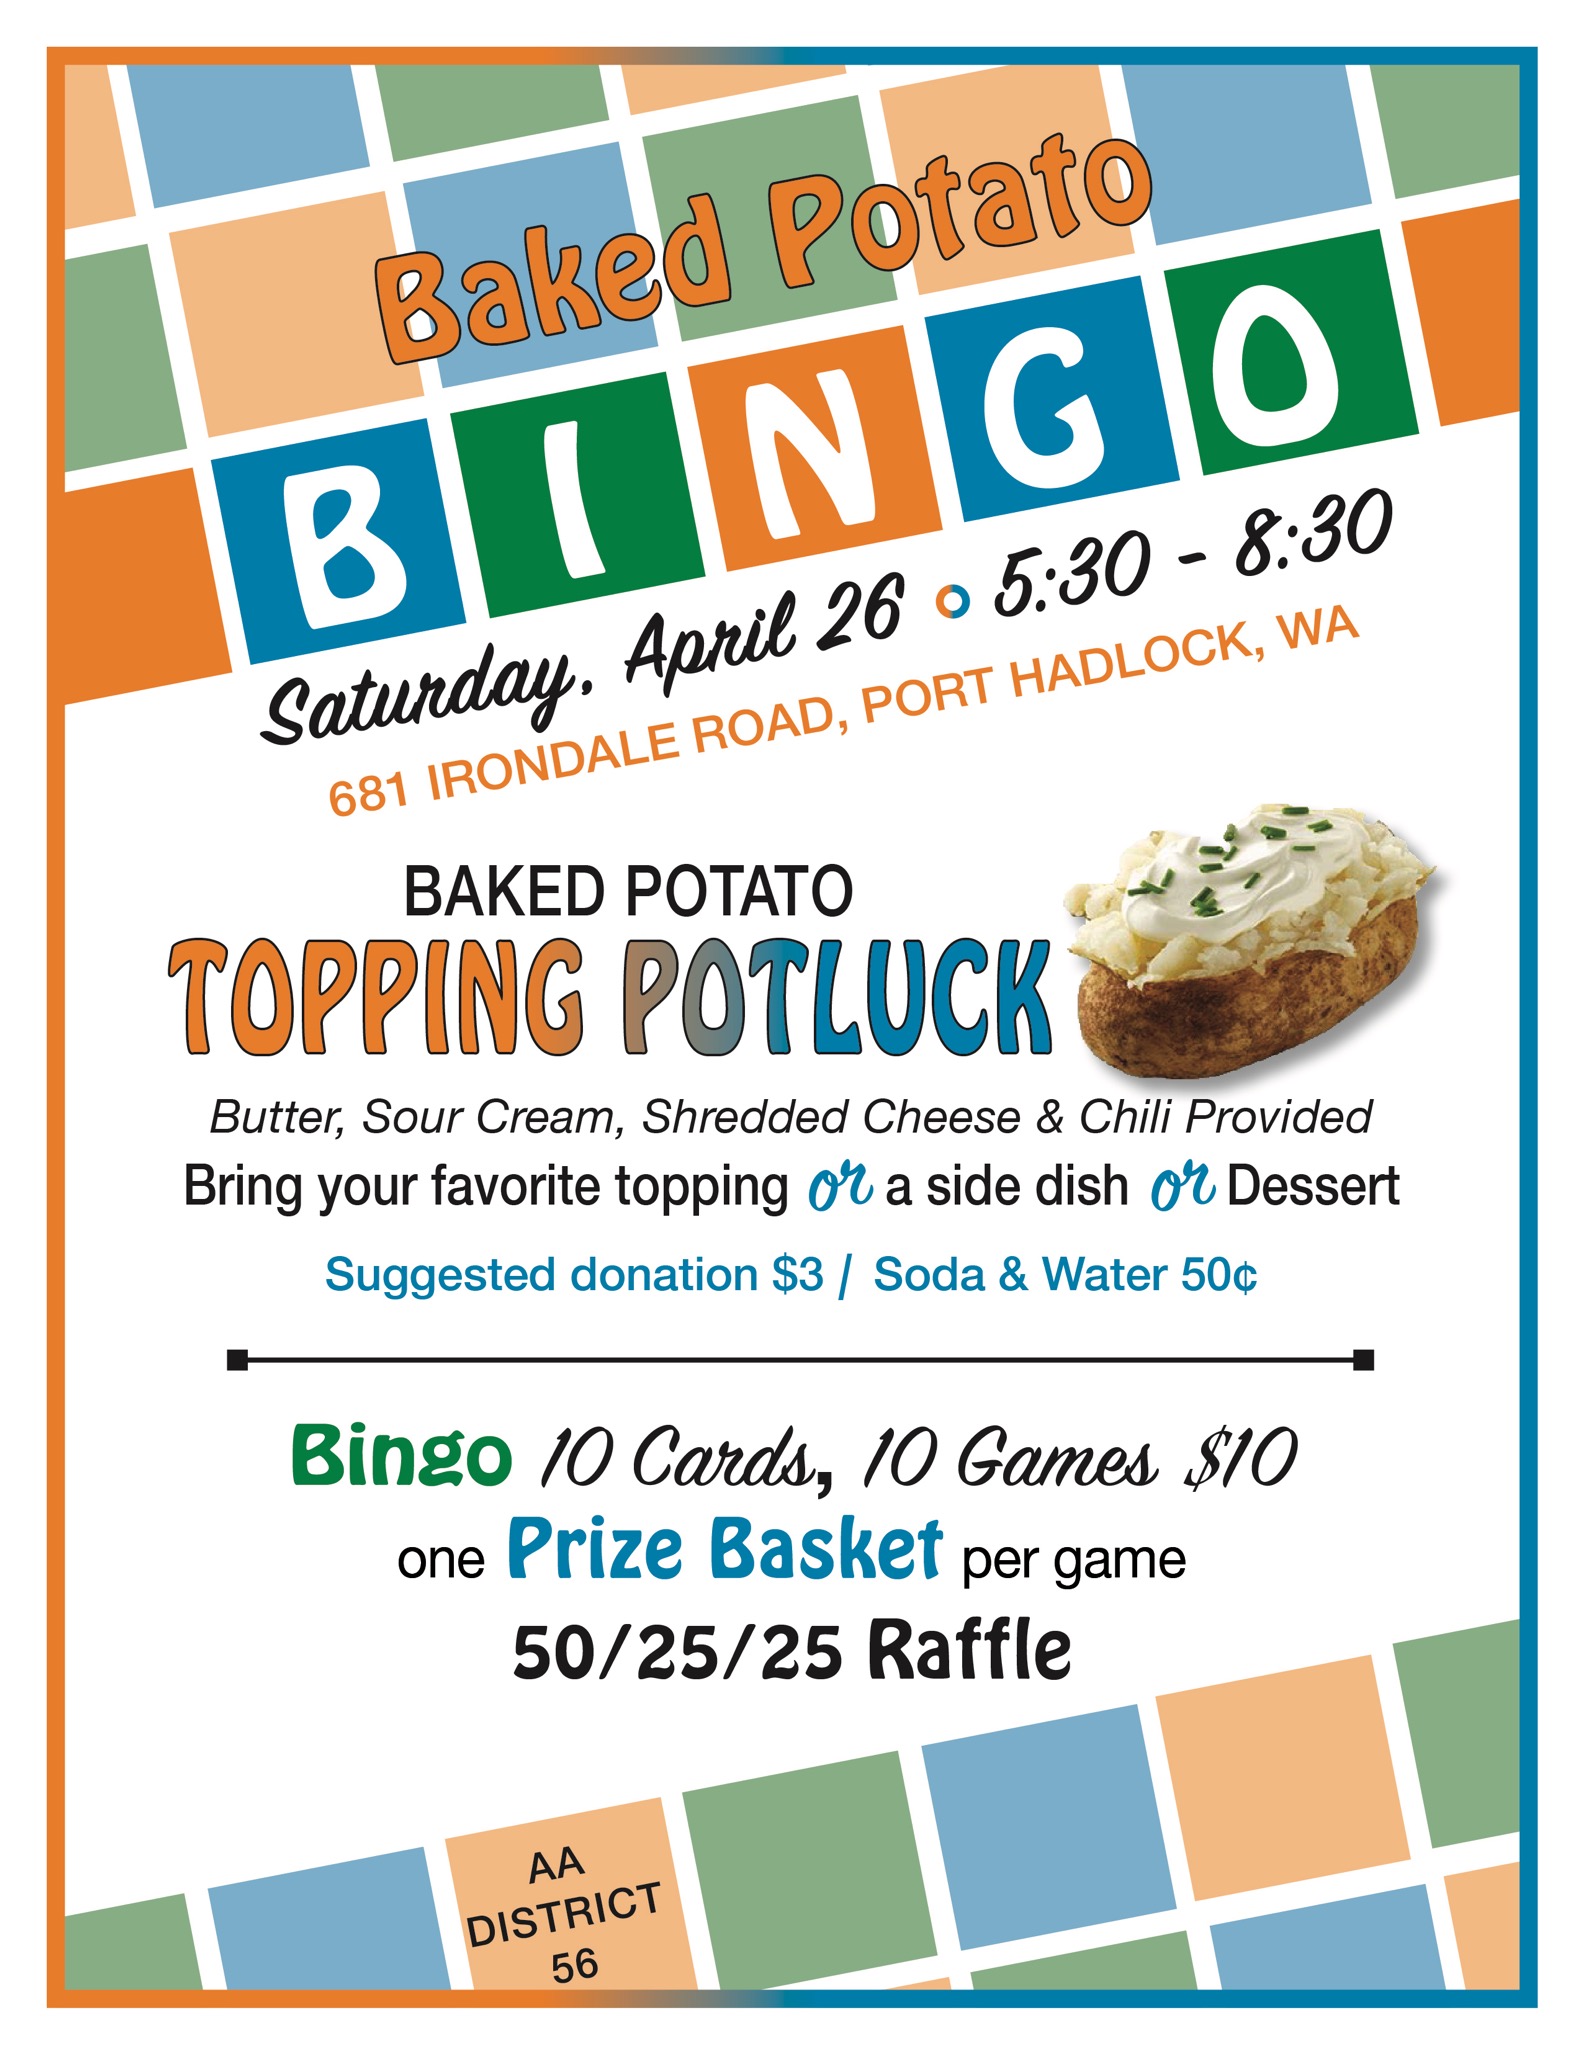 Baked Potato
BINGO
Saturday, April 26 5:30 - 8:30
681 IRONDALE ROAD, PORT HADLOCK, WA
BAKED POTATO
TOPPING POTLUCK
Butter, Sour Cream, Shredded Cheese & Chili Provided
Bring your favorite topping or a side dish or Dessert
Suggested donation $3 / Soda & Water 50¢
Bingo 10 Cards, 10 Games $10
one Prize Basket per game
50/25/25 Raffle
AA
DISTRICT
56